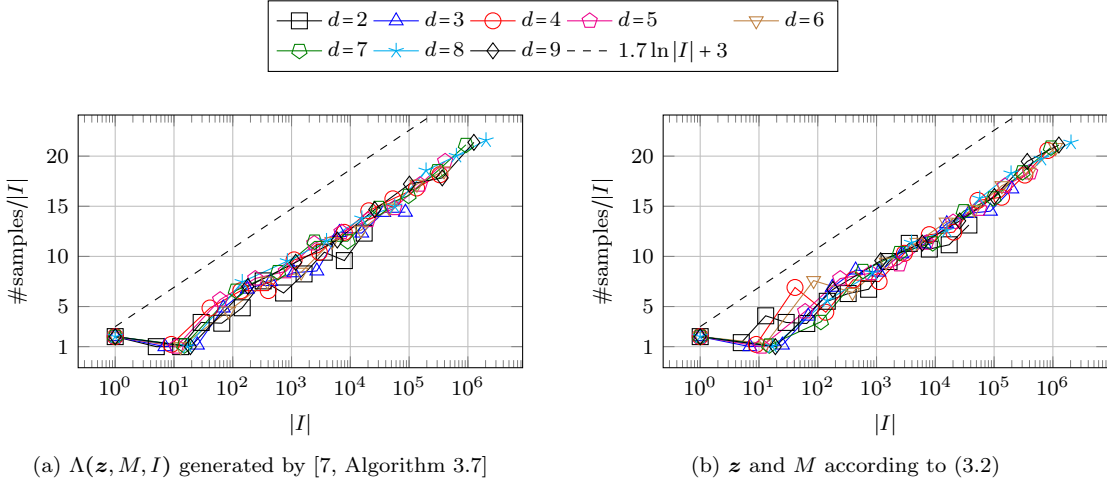 d=2 d=3 d=4 d=5 d=6
d=7 d=8 d=9 1.7 ln|I| + 3
20
15
10
5
1
#samples/|I|
10^0 10^1 10^2 10^3 10^4 10^5 10^6
|I|
(a) Λ(z, M, I) generated by [7, Algorithm 3.7]
20
15
10
5
1
#samples/|I|
10^0 10^1 10^2 10^3 10^4 10^5 10^6
|I|
(b) z and M according to (3.2)